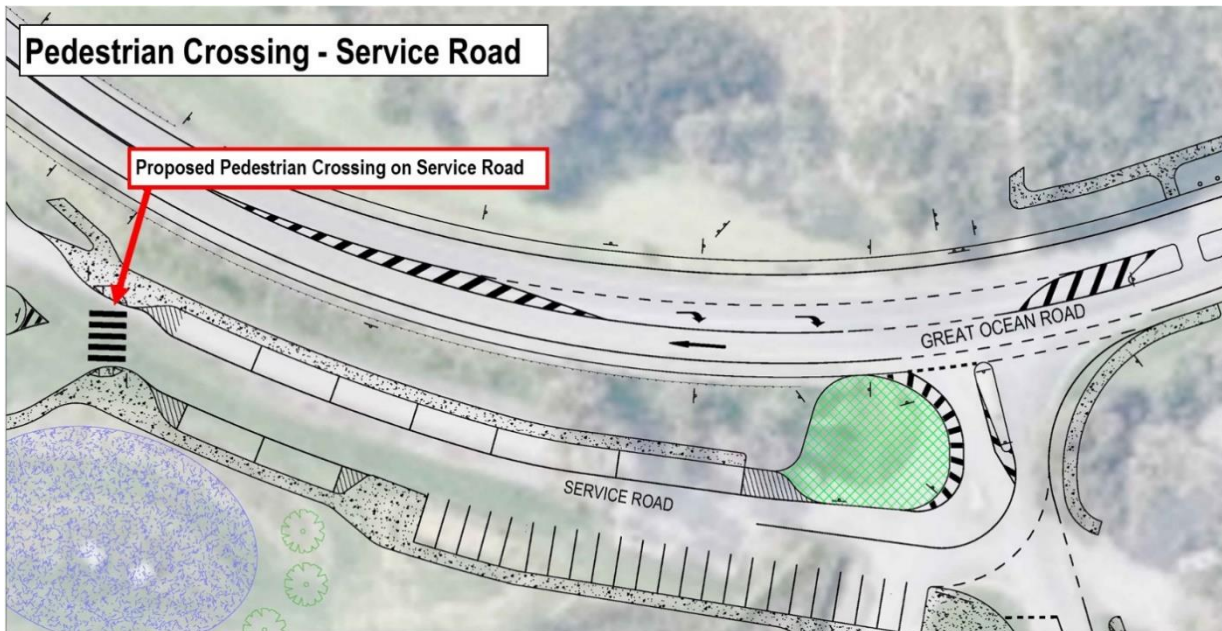 Pedestrian Crossing - Service Road
Proposed Pedestrian Crossing on Service Road
GREAT OCEAN ROAD
SERVICE ROAD